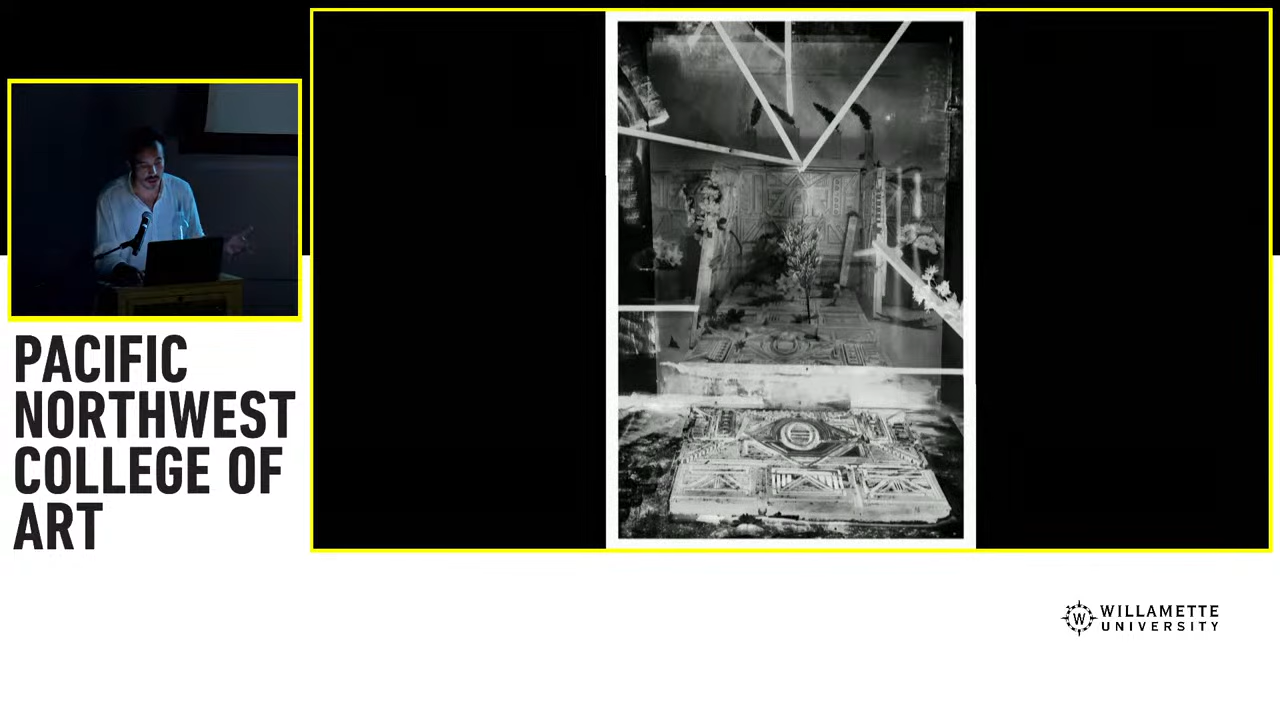 PACIFIC
NORTHWEST
COLLEGE OF
ART
W
WILLAMETTE
UNIVERSITY